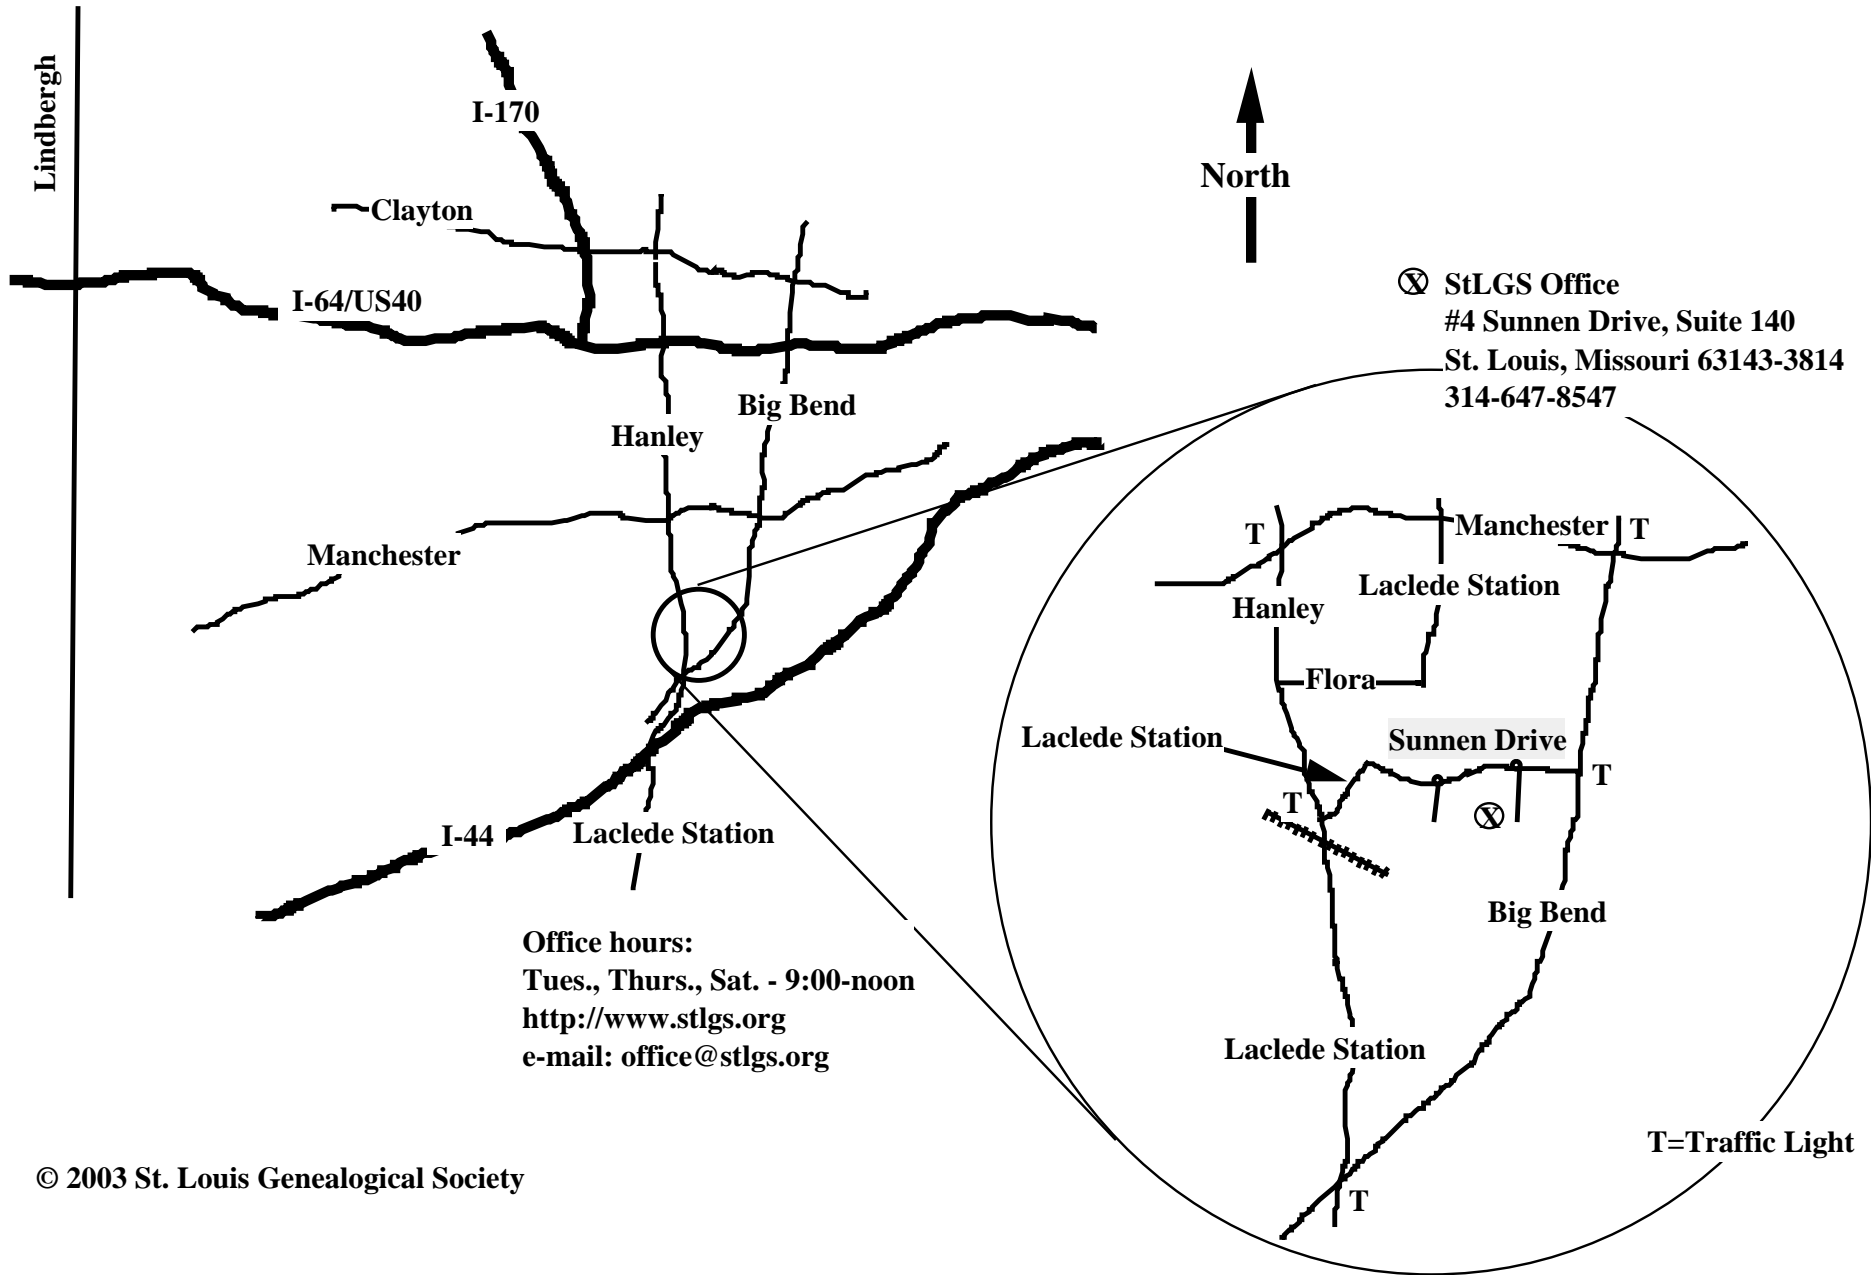 Lindbergh
I-170
Clayton
I-64/US40
Big Bend
Hanley
Manchester
I-44
Laclede Station
Office hours:
Tues., Thurs., Sat. - 9:00-noon
http://www.stlgs.org
e-mail: office@stlgs.org
© 2003 St. Louis Genealogical Society
North
X StLGS Office
#4 Sunnen Drive, Suite 140
St. Louis, Missouri 63143-3814
314-647-8547
T
Manchester
T
Laclede Station
Hanley
Flora
Laclede Station
Sunnen Drive
T
T
X
Big Bend
Laclede Station
T=Traffic Light
T